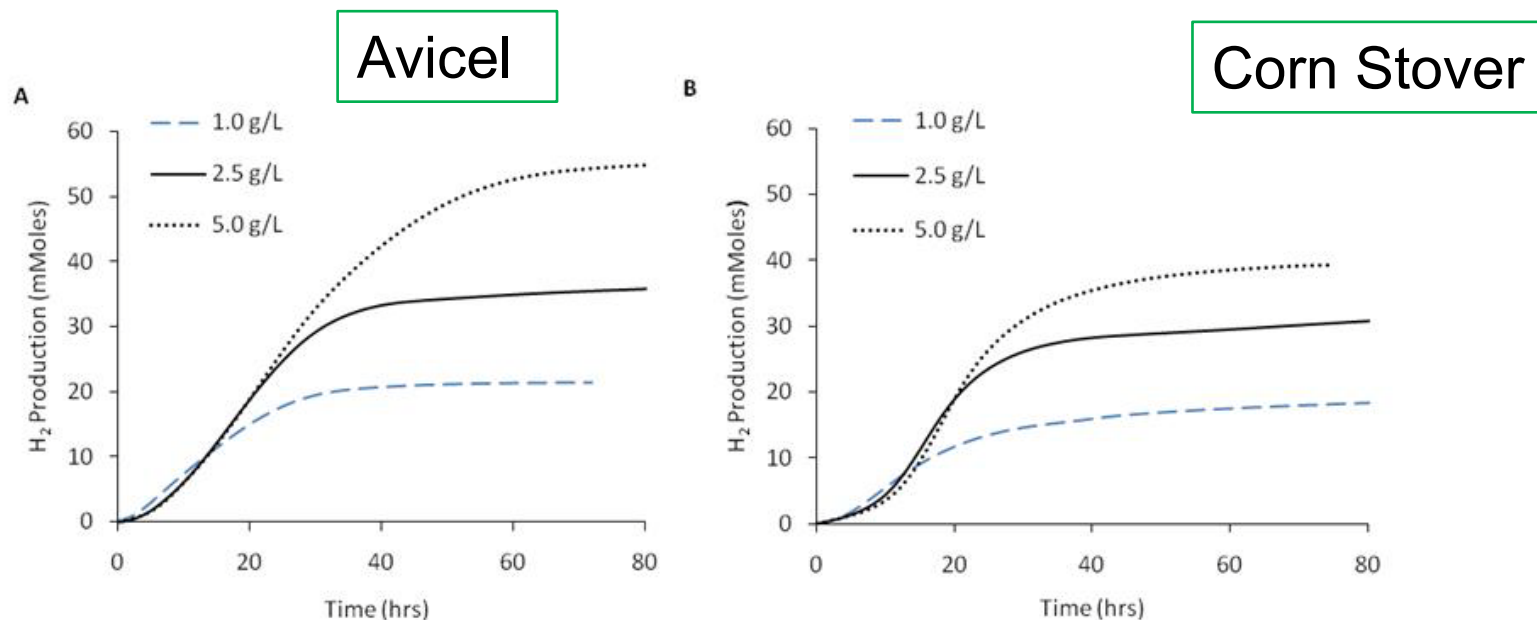 Avicel
Corn Stover
A
1.0 g/L
2.5 g/L
5.0 g/L
H2 Production (mMoles)
60
50
40
30
20
10
0
0 20 40 60 80
Time (hrs)
B
1.0 g/L
2.5 g/L
5.0 g/L
H2 Production (mMoles)
60
50
40
30
20
10
0
0 20 40 60 80
Time (hrs)